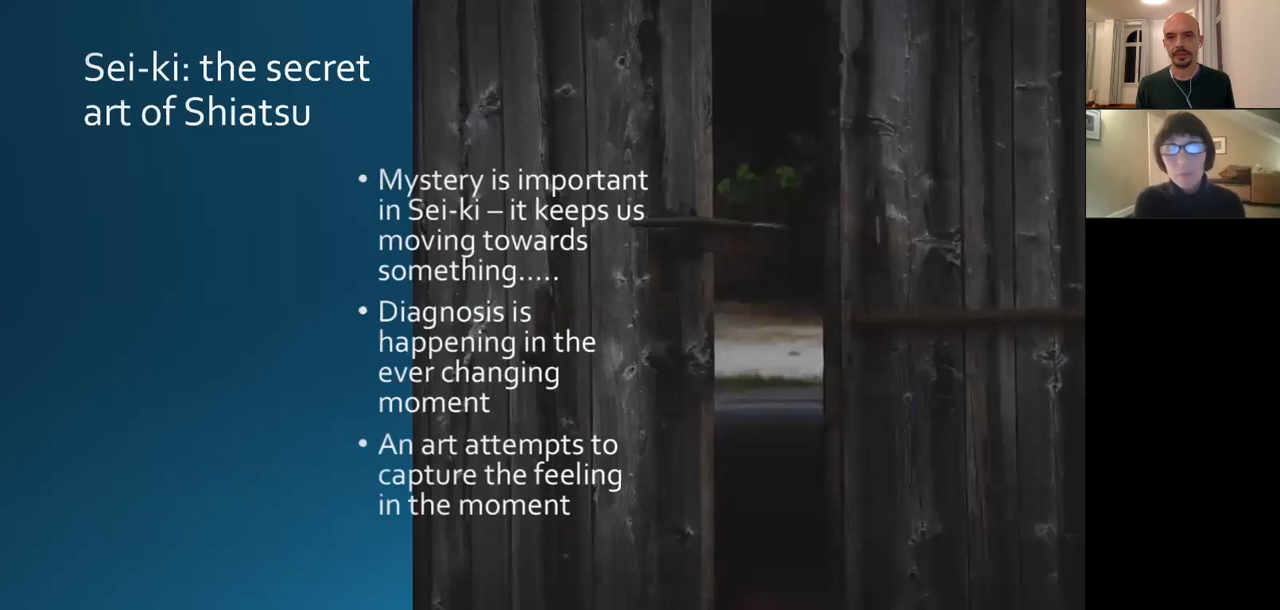 Sei-ki: the secret
art of Shiatsu
• Mystery is important
in Sei-ki – it keeps us
moving towards
something.....
• Diagnosis is
happening in the
ever changing
moment
• An art attempts to
capture the feeling
in the moment